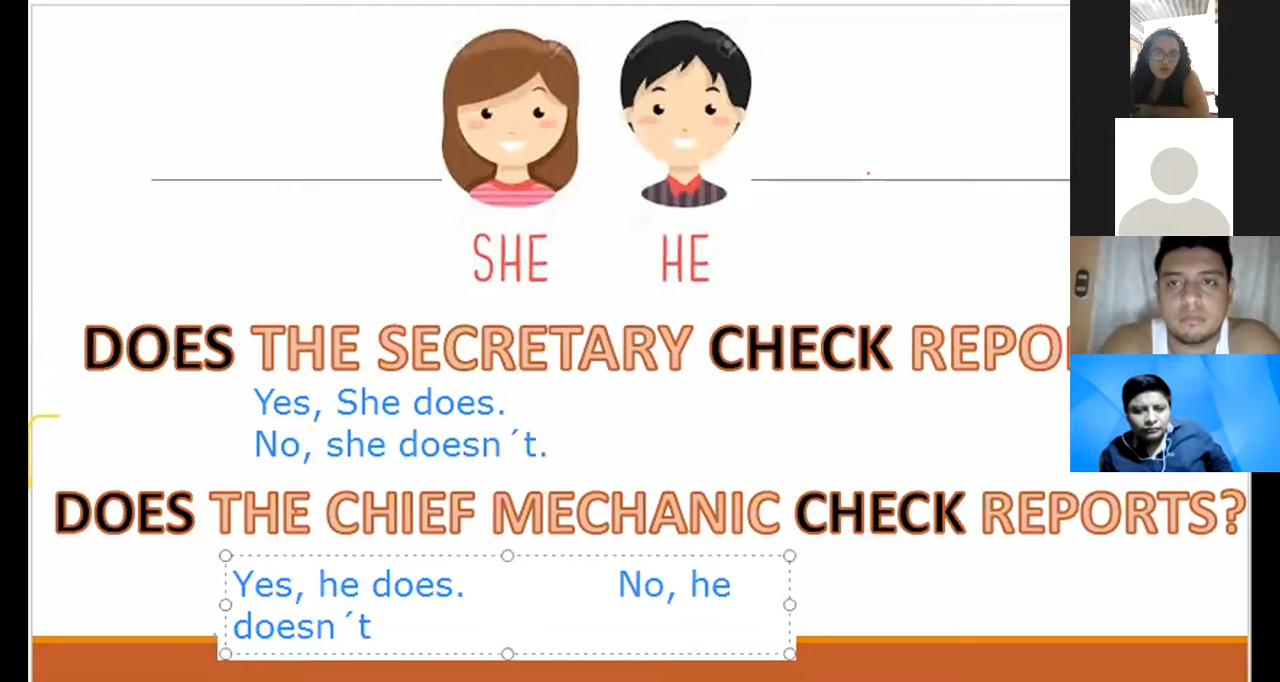 SHE HE
DOES THE SECRETARY CHECK REPO
Yes, She does.
No, she doesn´t.
DOES THE CHIEF MECHANIC CHECK REPORTS?
Yes, he does. No, he
doesn´t